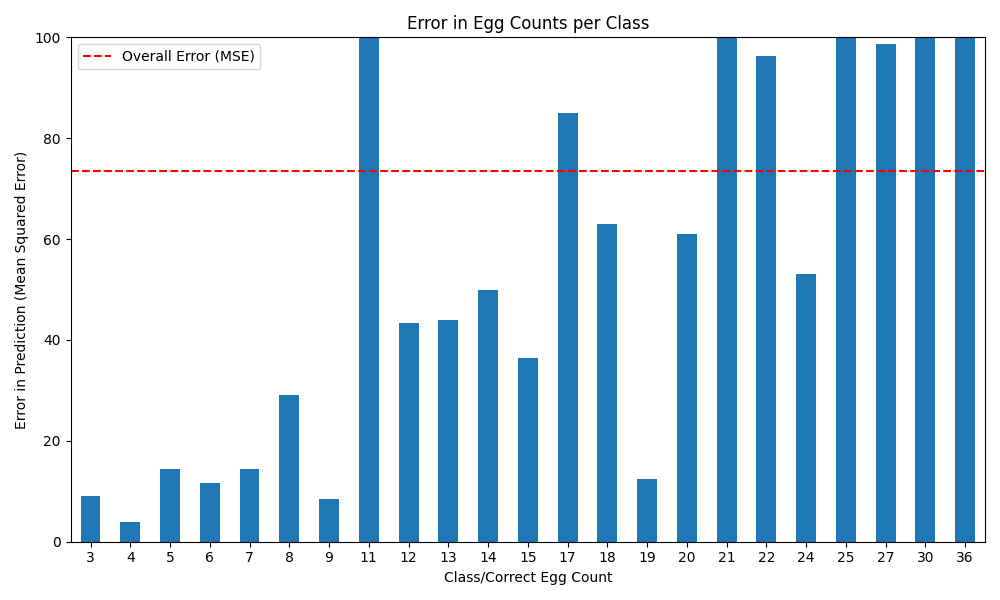 Error in Egg Counts per Class
Overall Error (MSE)
Error in Prediction (Mean Squared Error)
100
80
60
40
20
0
3 4 5 6 7 8 9 11 12 13 14 15 17 18 19 20 21 22 24 25 27 30 36
Class/Correct Egg Count